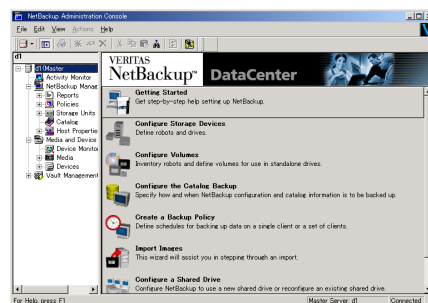 NetBackup Administration Console
File Edit View Actions Help
d1
d1(Master
Activity Monitor
NetBackup Manag
Reports
Policies
Storage Units
Catalog
Host Propertie
Media and Device
Device Monito
Media
Devices
Vault Management
VERITAS
NetBackup™ DataCenter
Getting Started
Get step-by-step help setting up NetBackup.
Configure Storage Devices
Define robots and drives.
Configure Volumes
Inventory robots and define volumes for use in standalone drives.
Configure the Catalog Backup
Specify how and when NetBackup configuration and catalog information is to be backed up.
Create a Backup Policy
Define schedules for backing up data on a single client or a set of clients.
Import Images
This wizard will assist you in stepping through an import.
Configure a Shared Drive
Configure NetBackup to use a new shared drive or reconfigure an existing shared drive.
For Help, press F1
Master Server: d1
Connected